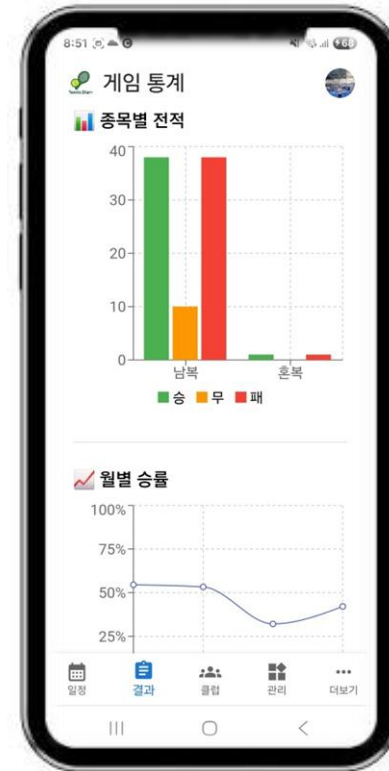 8:51 68
게임 통계
종목별 전적
40
30
20
10
0
남복 혼복
승 무 패
월별 승률
100%
75%
50%
25%
일정 결과 클럽 관리 더보기